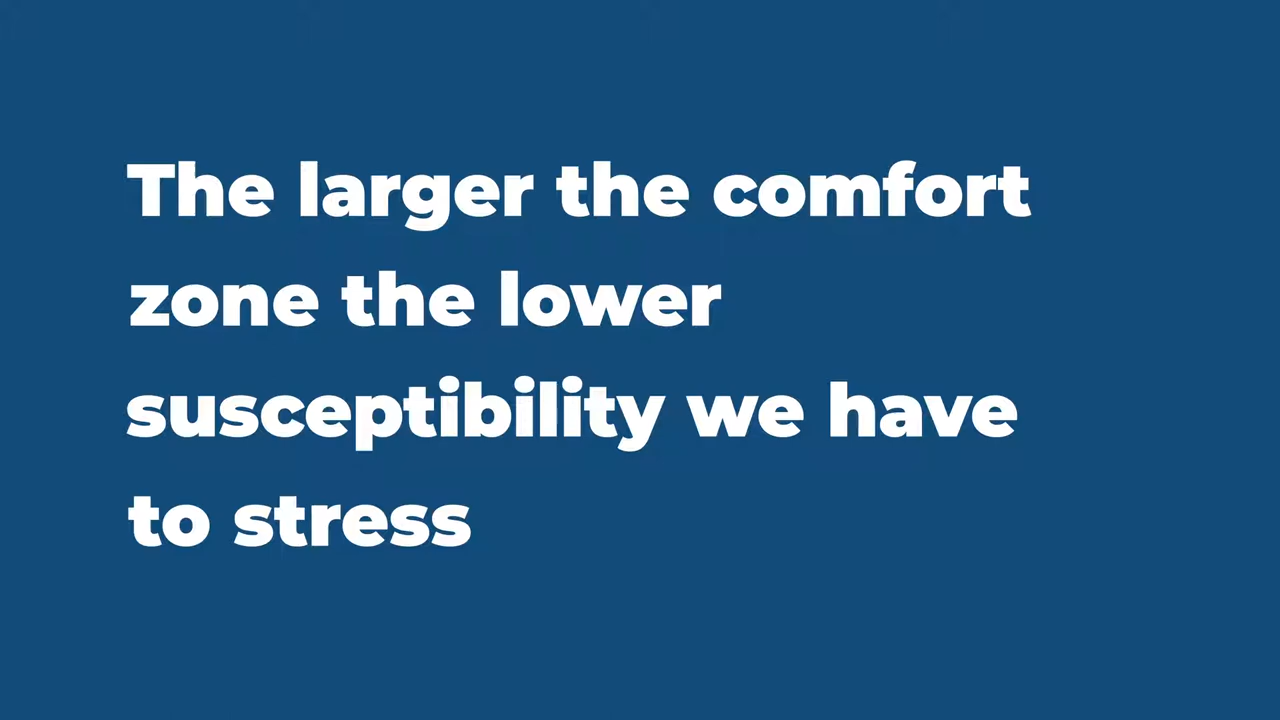 The larger the comfort
zone the lower
susceptibility we have
to stress